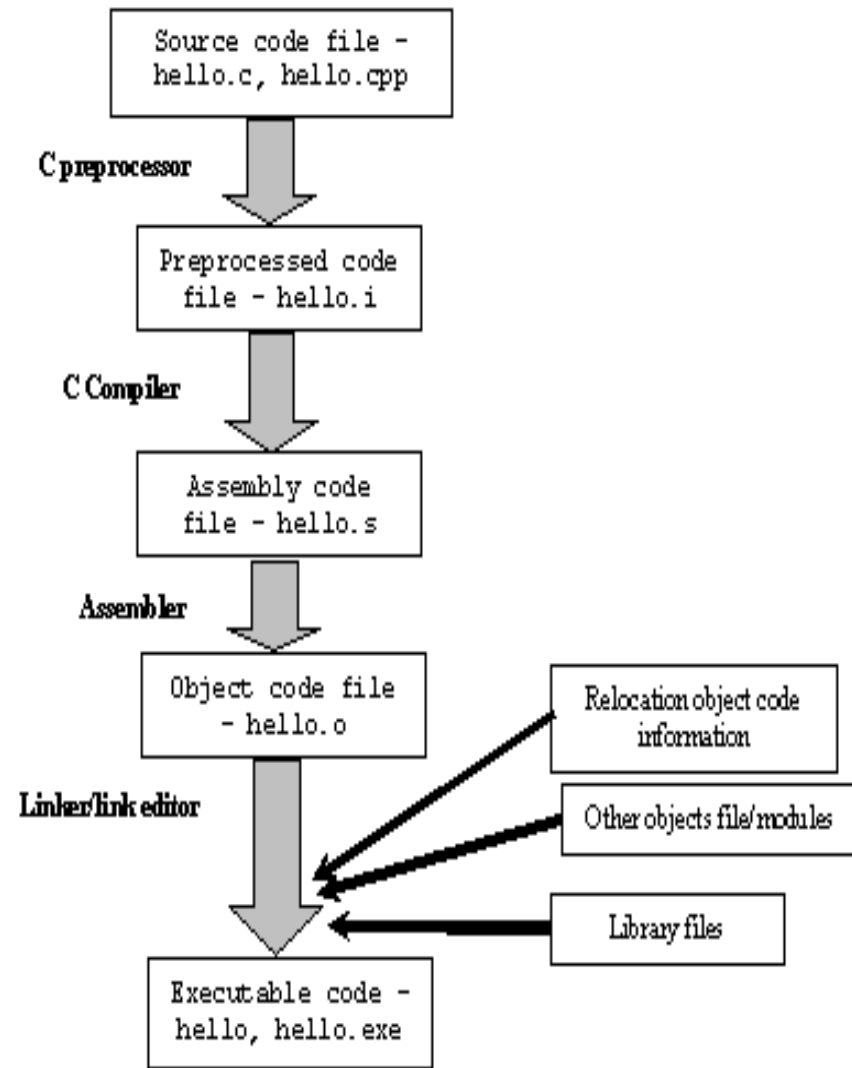 Source code file -
hello.c, hello.cpp
C preprocessor
Preprocessed code
file - hello.i
C Compiler
Assembly code
file - hello.s
Assembler
Object code file
- hello.o
Relocation object code
information
Linker/link editor
Other objects file/modules
Library files
Executable code -
hello, hello.exe